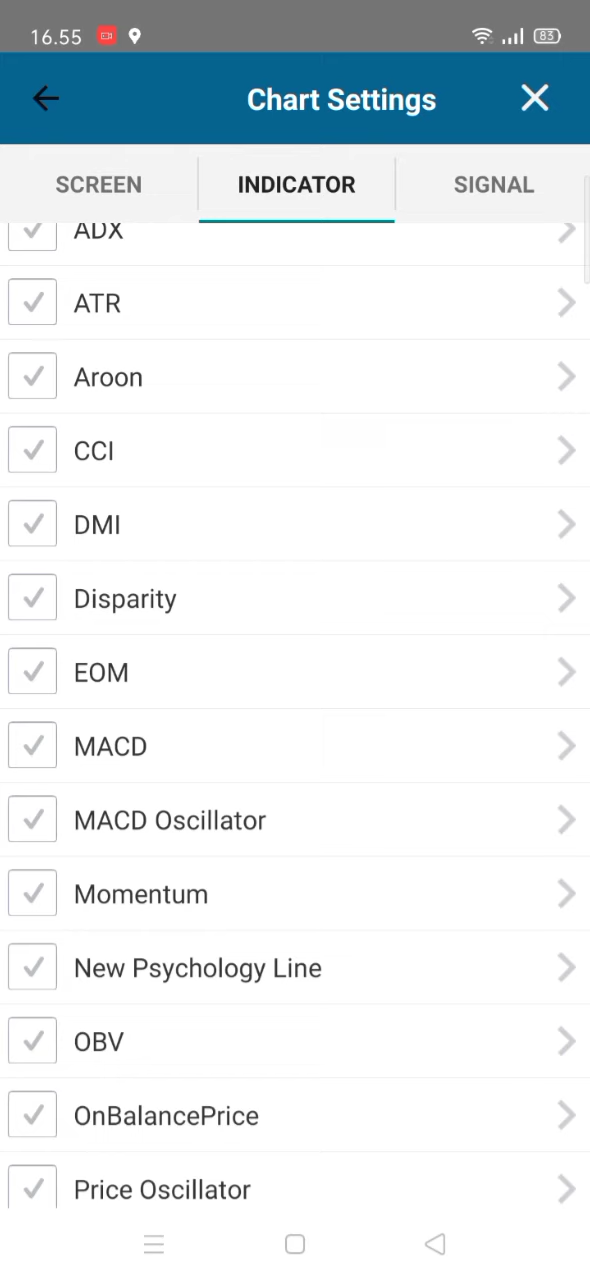 16.55
83
Chart Settings
SCREEN
INDICATOR
SIGNAL
ADX
ATR
Aroon
CCI
DMI
Disparity
EOM
MACD
MACD Oscillator
Momentum
New Psychology Line
OBV
OnBalancePrice
Price Oscillator